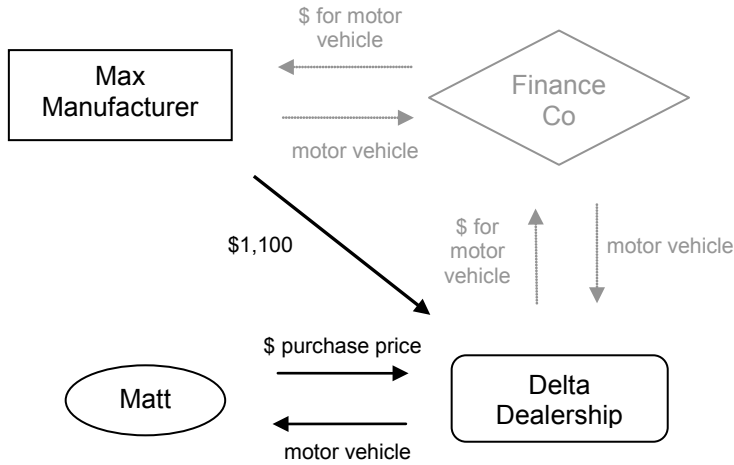 $ for motor
vehicle
Max
Manufacturer
Finance
Co
motor vehicle
$1,100
$ for
motor
vehicle
motor vehicle
$ purchase price
Matt
Delta
Dealership
motor vehicle